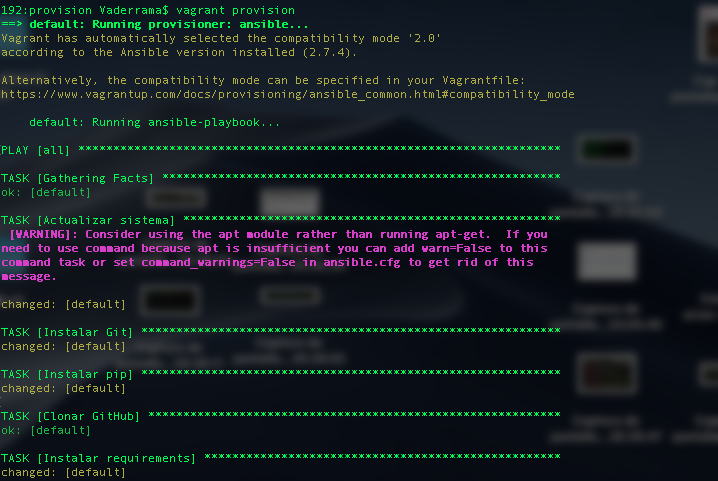 192:provision Vaderrama$ vagrant provision
==> default: Running provisioner: ansible...
Vagrant has automatically selected the compatibility mode '2.0'
according to the Ansible version installed (2.7.4).
Alternatively, the compatibility mode can be specified in your Vagrantfile:
https://www.vagrantup.com/docs/provisioning/ansible_common.html#compatibility_mode
default: Running ansible-playbook...
PLAY [all] *********************************************************************
TASK [Gathering Facts] *********************************************************
ok: [default]
TASK [Actualizar sistema] ******************************************************
[WARNING]: Consider using the apt module rather than running apt-get.  If you
need to use command because apt is insufficient you can add warn=False to this
command task or set command_warnings=False in ansible.cfg to get rid of this
message.
changed: [default]
TASK [Instalar Git] ************************************************************
changed: [default]
TASK [Instalar pip] ************************************************************
changed: [default]
TASK [Clonar GitHub] ***********************************************************
ok: [default]
TASK [Instalar requirements] ***************************************************
changed: [default]